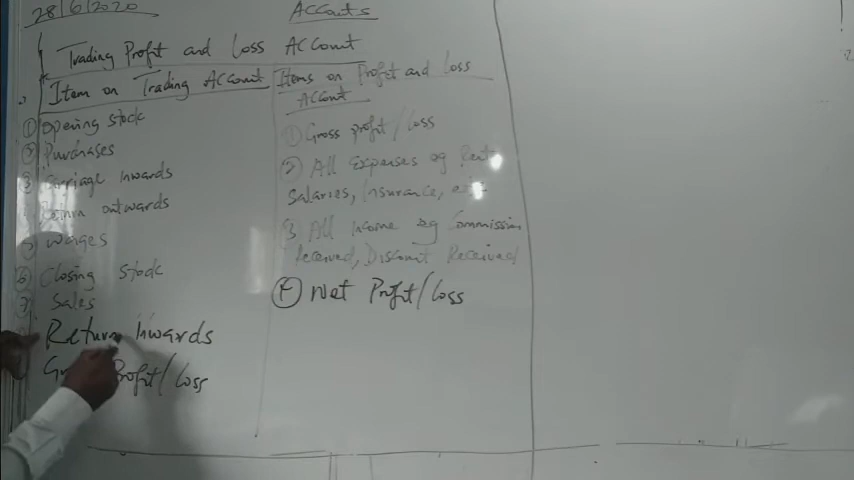 28/6/2020
Accounts
Trading Profit and Loss Account
Item on Trading Account
① Opening stock
② Purchases
③ Carriage Inwards
Return outwards
Wages
⑥ Closing stock
⑦ Sales
Return Inwards
Profit/Loss
Items on Profit and Loss
Account
① Gross profit/Loss
② All Expenses eg Rent
Salaries, Insurance, etc
③ All Income eg Commission
Received, Discount Received
④ Net Profit/Loss